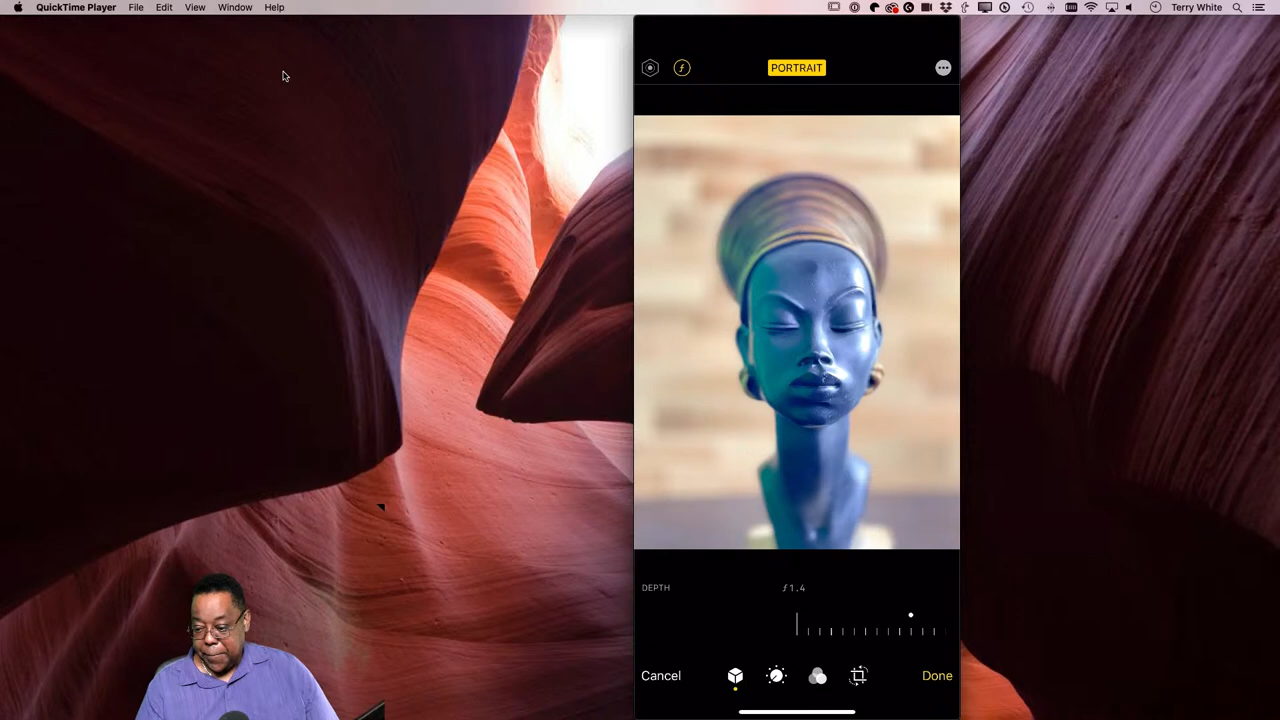 QuickTime Player File Edit View Window Help Terry White
PORTRAIT
DEPTH ƒ1.4
Cancel Done